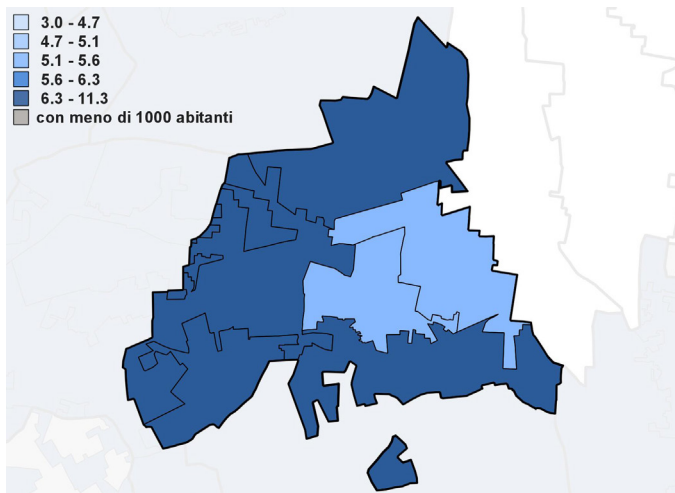 3.0 - 4.7
4.7 - 5.1
5.1 - 5.6
5.6 - 6.3
6.3 - 11.3
con meno di 1000 abitanti